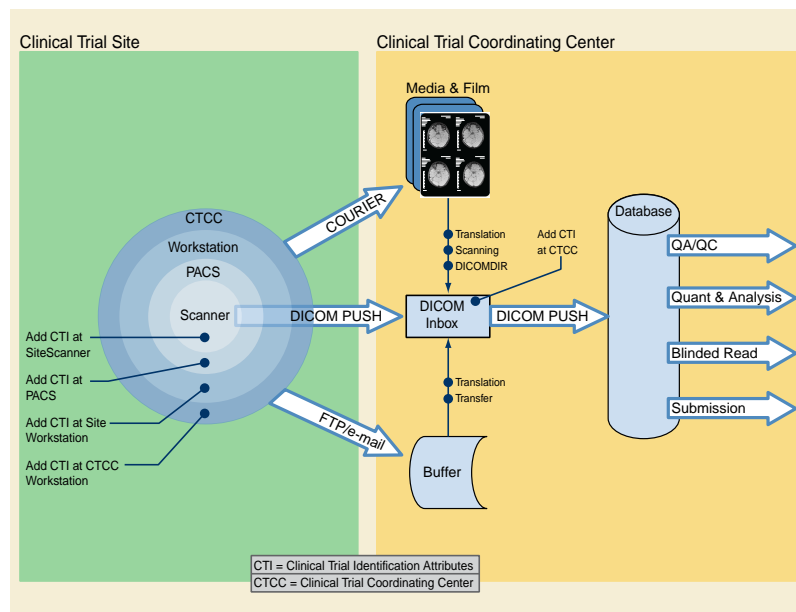 Clinical Trial Site
Clinical Trial Coordinating Center
Media & Film
CTCC
Workstation
PACS
Scanner
Add CTI at
SiteScanner
Add CTI at
PACS
Add CTI at Site
Workstation
Add CTI at CTCC
Workstation
COURIER
DICOM PUSH
FTP/e-mail
Translation
Scanning
DICOMDIR
Add CTI
at CTCC
DICOM
Inbox
DICOM PUSH
Translation
Transfer
Buffer
Database
QA/QC
Quant & Analysis
Blinded Read
Submission
CTI = Clinical Trial Identification Attributes
CTCC = Clinical Trial Coordinating Center